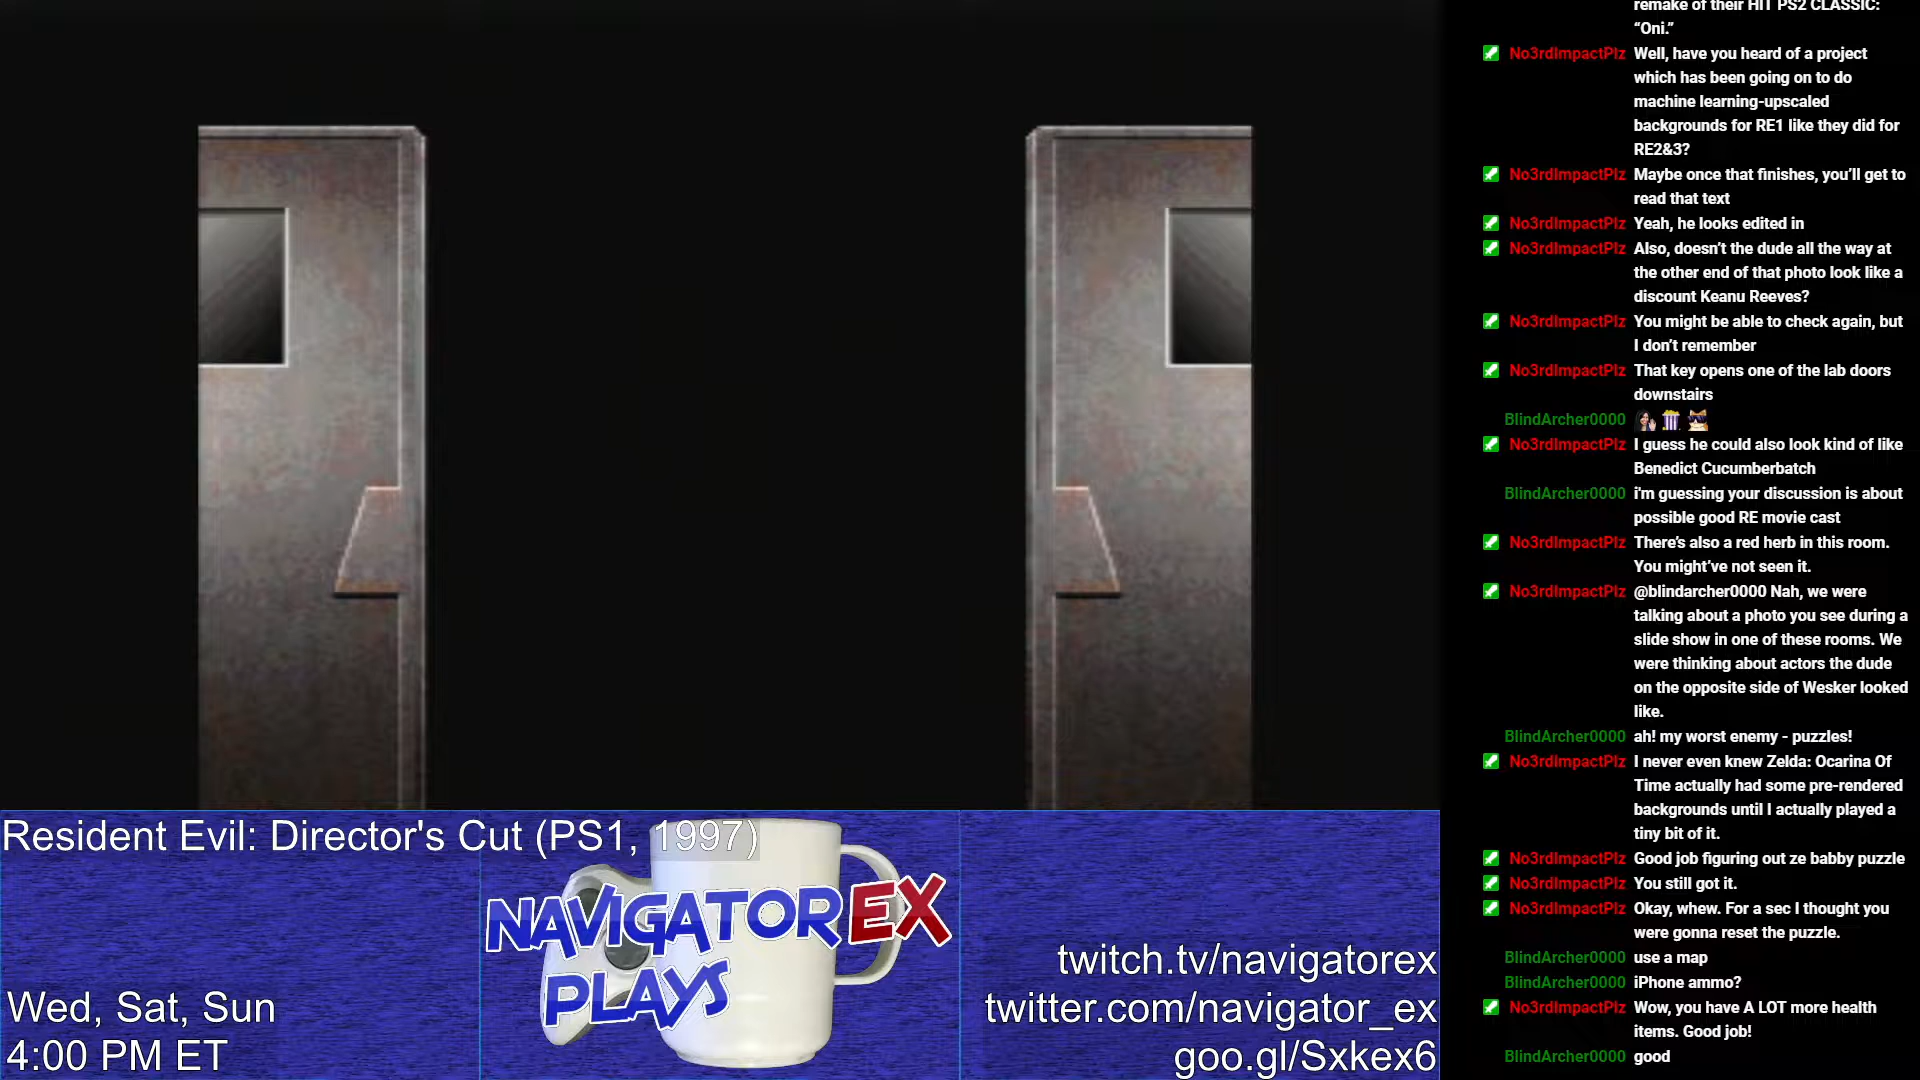 Resident Evil: Director's Cut (PS1, 1997)
NAVIGATOR EX
PLAYS
Wed, Sat, Sun
4:00 PM ET
twitch.tv/navigatorex
twitter.com/navigator_ex
goo.gl/Sxkex6
remake of their HIT PS2 CLASSIC:
“Oni.”
No3rdImpactPlz Well, have you heard of a project
which has been going on to do
machine learning-upscaled
backgrounds for RE1 like they did for
RE2&3?
No3rdImpactPlz Maybe once that finishes, you’ll get to
read that text
No3rdImpactPlz Yeah, he looks edited in
No3rdImpactPlz Also, doesn’t the dude all the way at
the other end of that photo look like a
discount Keanu Reeves?
No3rdImpactPlz You might be able to check again, but
I don’t remember
No3rdImpactPlz That key opens one of the lab doors
downstairs
BlindArcher0000
No3rdImpactPlz I guess he could also look kind of like
Benedict Cucumberbatch
BlindArcher0000 i'm guessing your discussion is about
possible good RE movie cast
No3rdImpactPlz There’s also a red herb in this room.
You might’ve not seen it.
No3rdImpactPlz @blindarcher0000 Nah, we were
talking about a photo you see during a
slide show in one of these rooms. We
were thinking about actors the dude
on the opposite side of Wesker looked
like.
BlindArcher0000 ah! my worst enemy - puzzles!
No3rdImpactPlz I never even knew Zelda: Ocarina Of
Time actually had some pre-rendered
backgrounds until I actually played a
tiny bit of it.
No3rdImpactPlz Good job figuring out ze babby puzzle
No3rdImpactPlz You still got it.
No3rdImpactPlz Okay, whew. For a sec I thought you
were gonna reset the puzzle.
BlindArcher0000 use a map
BlindArcher0000 iPhone ammo?
No3rdImpactPlz Wow, you have A LOT more health
items. Good job!
BlindArcher0000 good